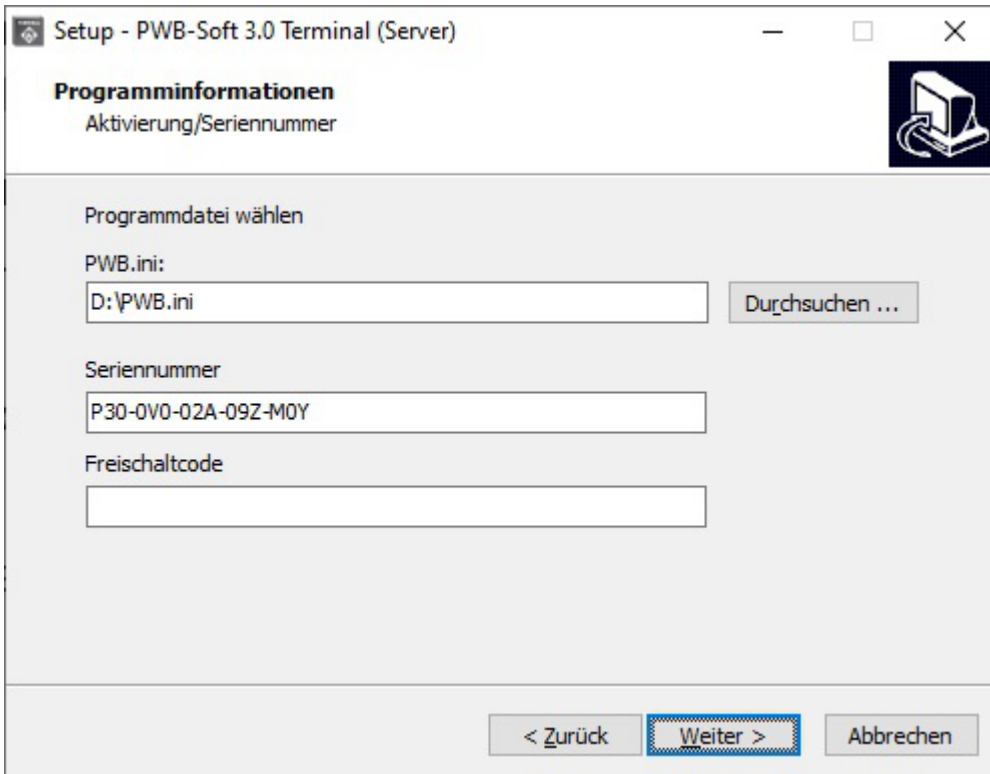 Setup - PWB-Soft 3.0 Terminal (Server)
Programminformationen
Aktivierung/Seriennummer
Programmdatei wählen
PWB.ini:
D:\PWB.ini
Durchsuchen ...
Seriennummer
P30-0V0-02A-09Z-M0Y
Freischaltcode
< Zurück
Weiter >
Abbrechen